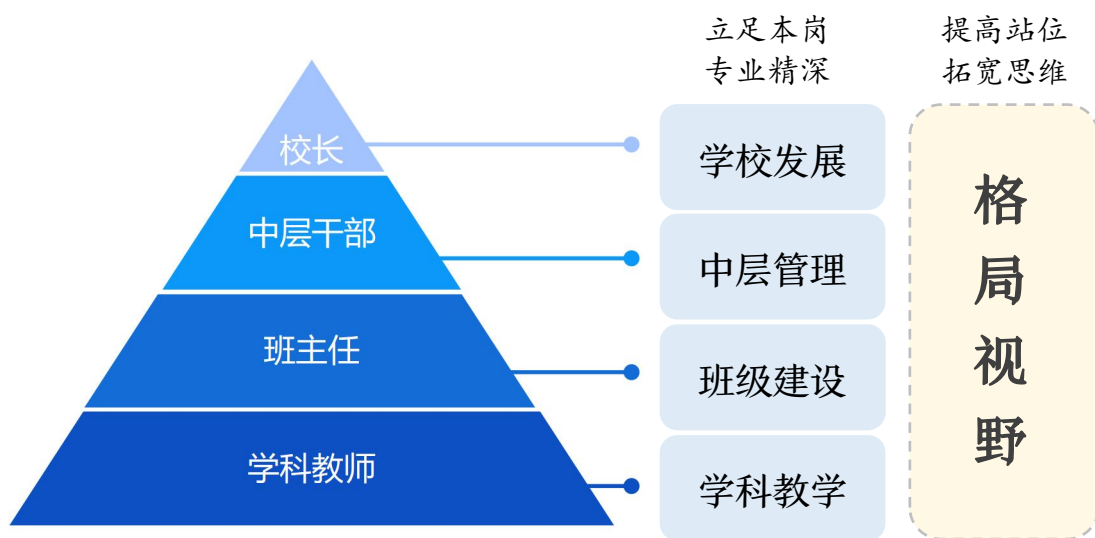 立足本岗
专业精深
提高站位
拓宽思维
校长
学校发展
中层干部
中层管理
班主任
班级建设
学科教师
学科教学
格
局
视
野